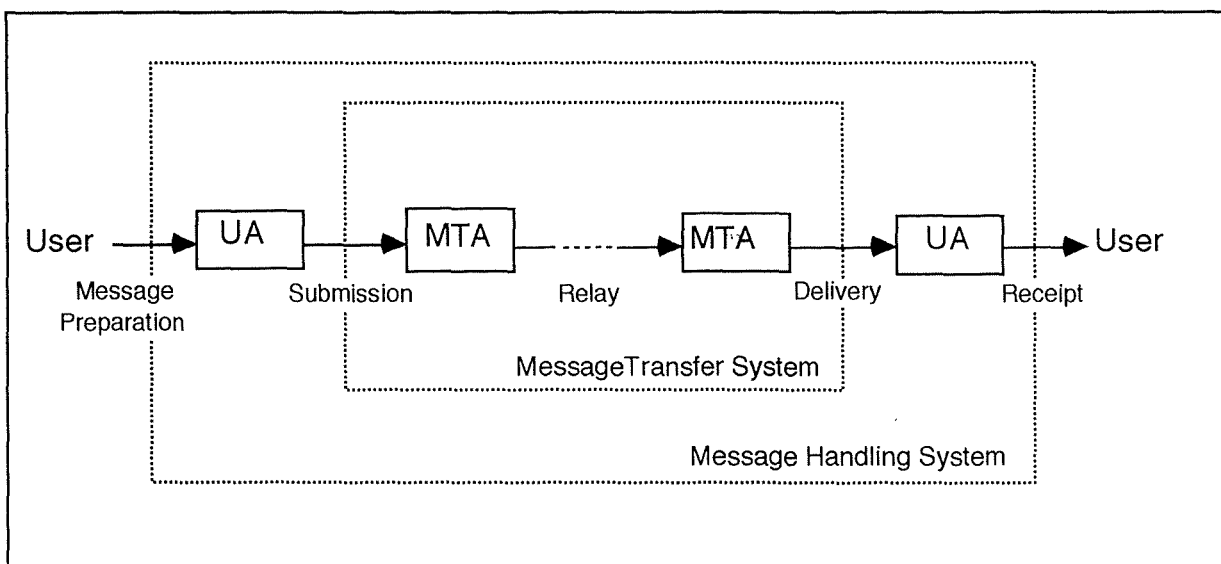 User
UA
MTA
MTA
UA
User
Message
Preparation
Submission
Relay
Delivery
Receipt
MessageTransfer System
Message Handling System